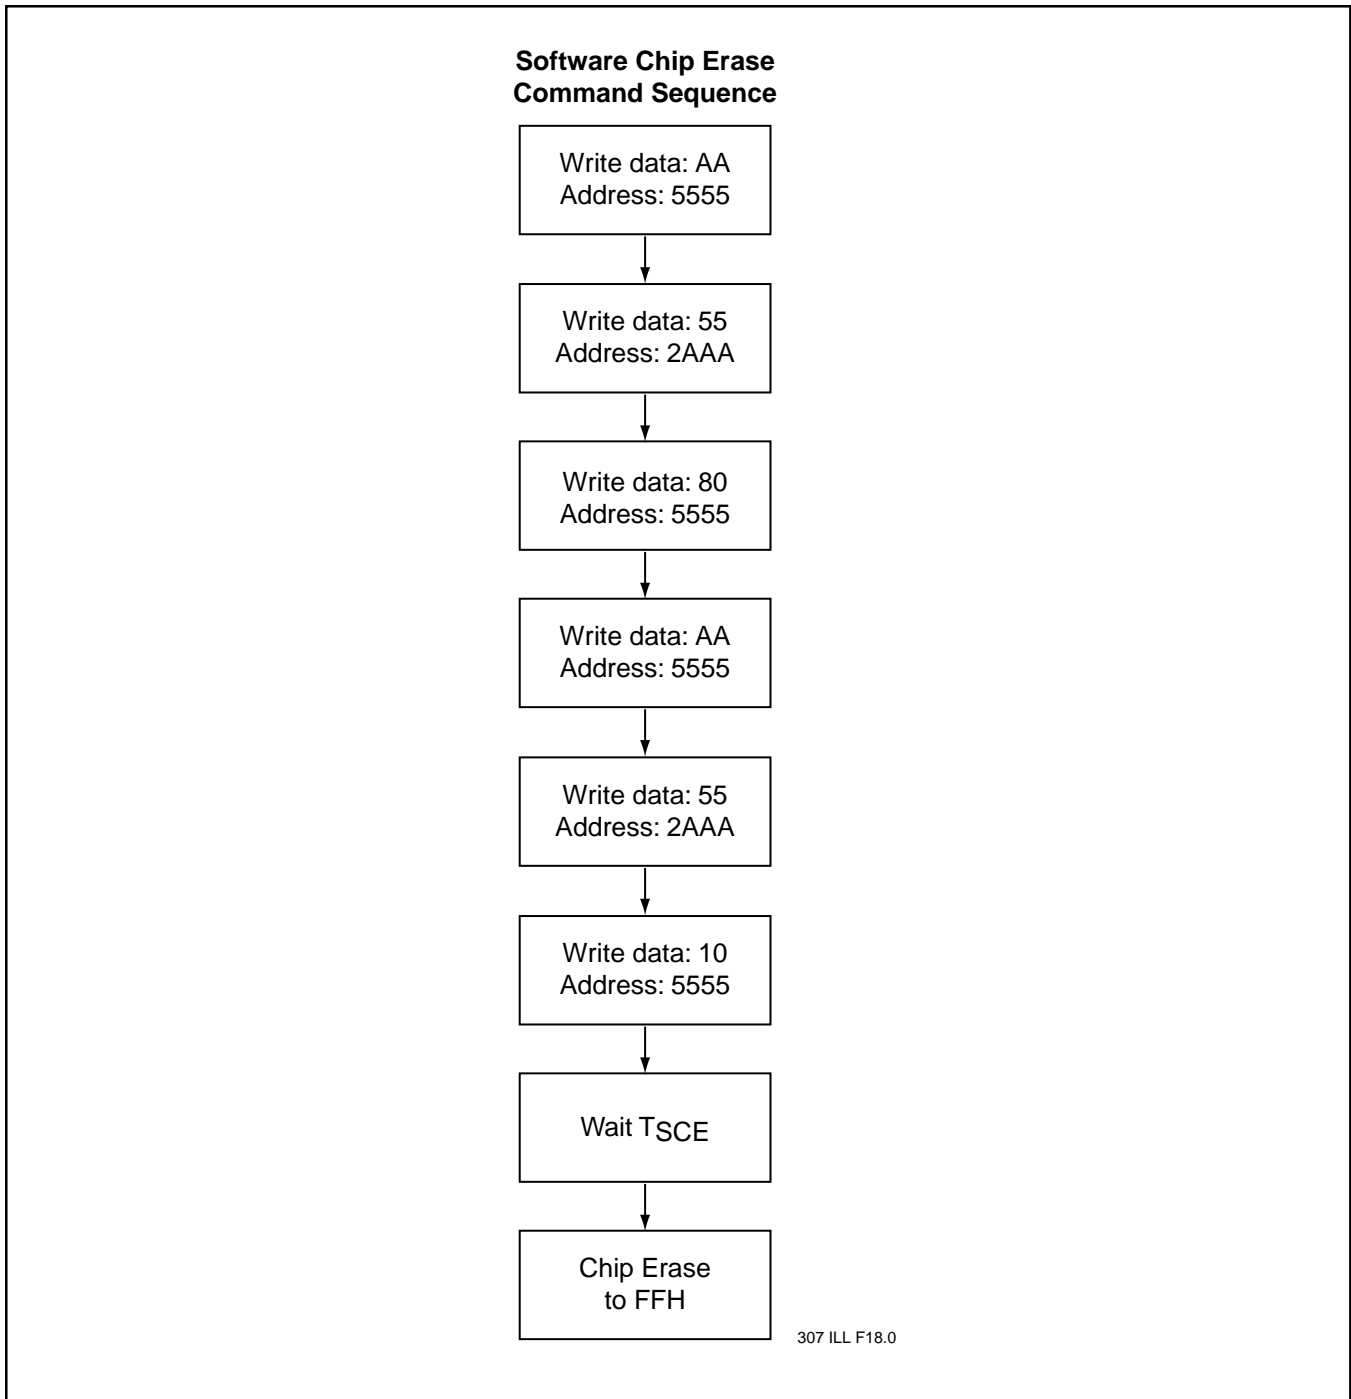 Software Chip Erase
Command Sequence
Write data: AA
Address: 5555
Write data: 55
Address: 2AAA
Write data: 80
Address: 5555
Write data: AA
Address: 5555
Write data: 55
Address: 2AAA
Write data: 10
Address: 5555
Wait TSCE
Chip Erase
to FFH
307 ILL F18.0